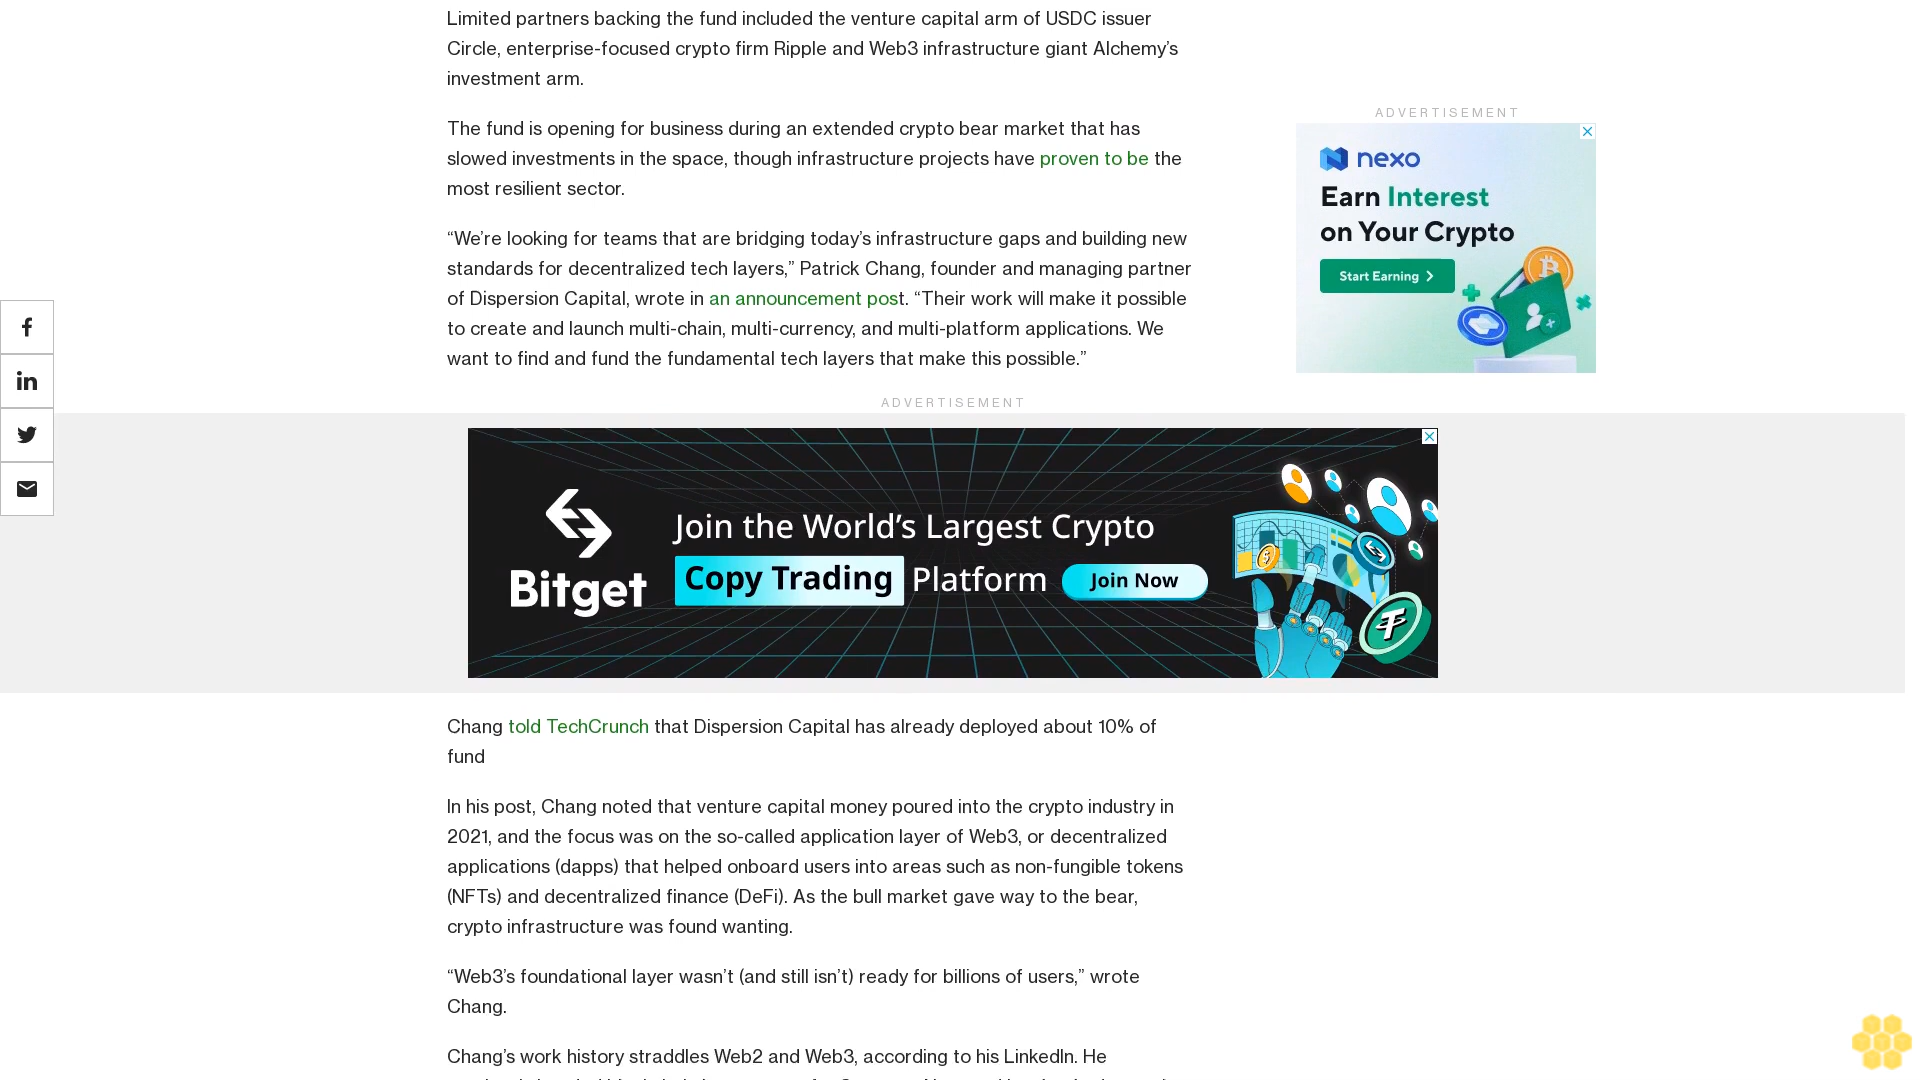 Limited partners backing the fund included the venture capital arm of USDC issuer
Circle, enterprise-focused crypto firm Ripple and Web3 infrastructure giant Alchemy’s
investment arm.
The fund is opening for business during an extended crypto bear market that has
slowed investments in the space, though infrastructure projects have proven to be the
most resilient sector.
“We’re looking for teams that are bridging today’s infrastructure gaps and building new
standards for decentralized tech layers,” Patrick Chang, founder and managing partner
of Dispersion Capital, wrote in an announcement post. “Their work will make it possible
to create and launch multi-chain, multi-currency, and multi-platform applications. We
want to find and fund the fundamental tech layers that make this possible.”
ADVERTISEMENT
nexo
Earn Interest
on Your Crypto
Start Earning
ADVERTISEMENT
Bitget
Join the World’s Largest Crypto
Copy Trading Platform Join Now
Chang told TechCrunch that Dispersion Capital has already deployed about 10% of
fund
In his post, Chang noted that venture capital money poured into the crypto industry in
2021, and the focus was on the so-called application layer of Web3, or decentralized
applications (dapps) that helped onboard users into areas such as non-fungible tokens
(NFTs) and decentralized finance (DeFi). As the bull market gave way to the bear,
crypto infrastructure was found wanting.
“Web3’s foundational layer wasn’t (and still isn’t) ready for billions of users,” wrote
Chang.
Chang’s work history straddles Web2 and Web3, according to his LinkedIn. He